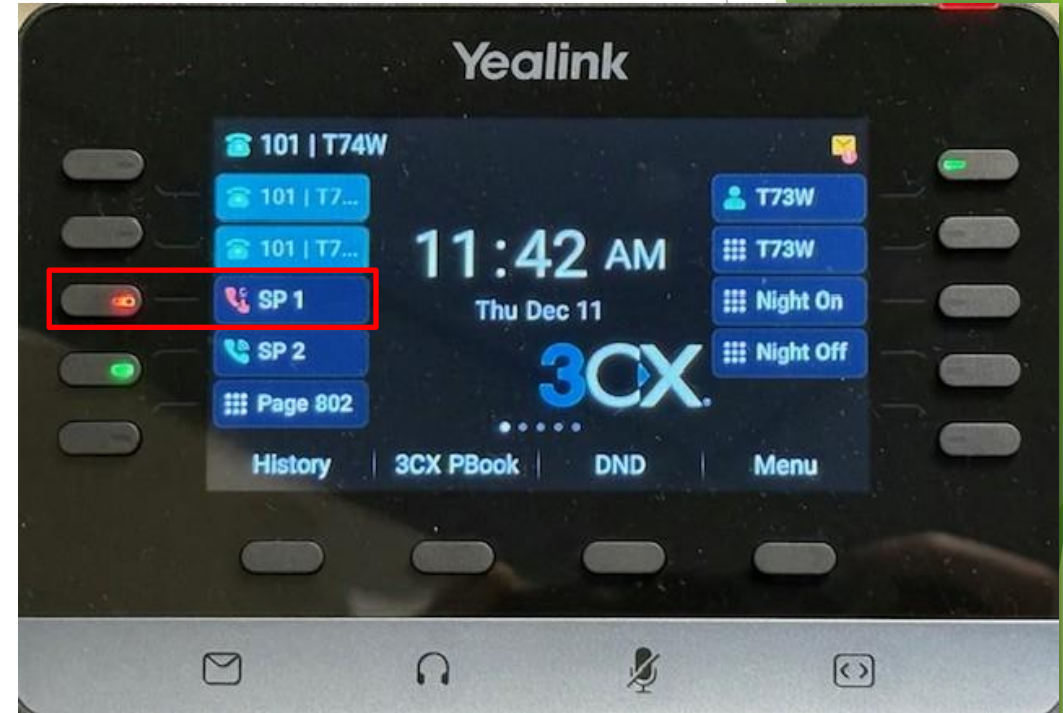 Yealink
101 | T74W
101 | T7...
101 | T7...
SP 1
SP 2
Page 802
11:42 AM
Thu Dec 11
3CX
T73W
T73W
Night On
Night Off
History
3CX PBook
DND
Menu